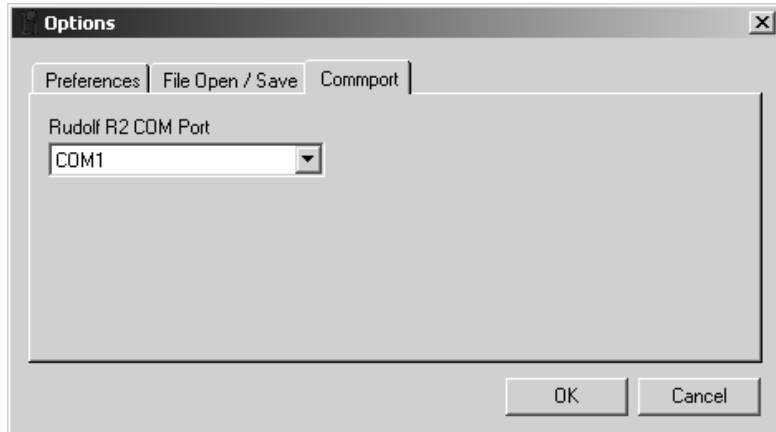 Options
Preferences File Open / Save Commport
Rudolf R2 COM Port
COM1
OK Cancel